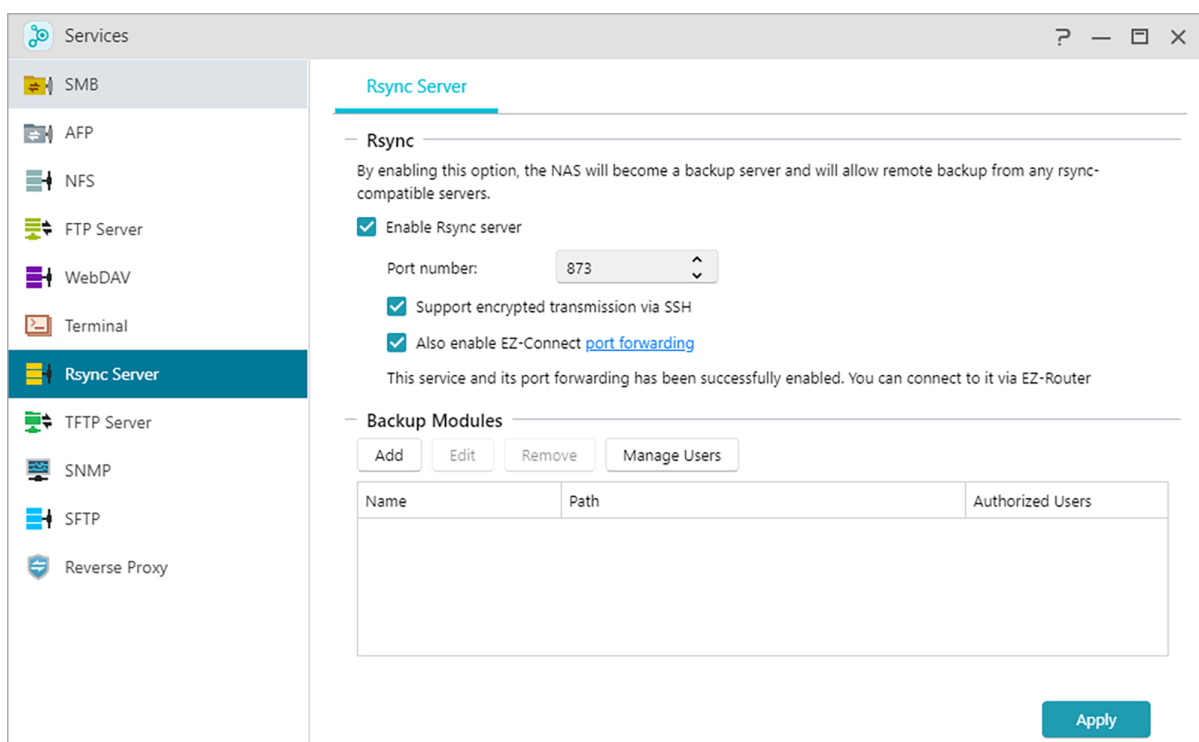 Services
SMB
AFP
NFS
FTP Server
WebDAV
Terminal
Rsync Server
TFTP Server
SNMP
SFTP
Reverse Proxy
Rsync Server
Rsync
By enabling this option, the NAS will become a backup server and will allow remote backup from any rsync-
compatible servers.
Enable Rsync server
Port number: 873
Support encrypted transmission via SSH
Also enable EZ-Connect port forwarding
This service and its port forwarding has been successfully enabled. You can connect to it via EZ-Router
Backup Modules
Add Edit Remove Manage Users
Name Path Authorized Users
Apply